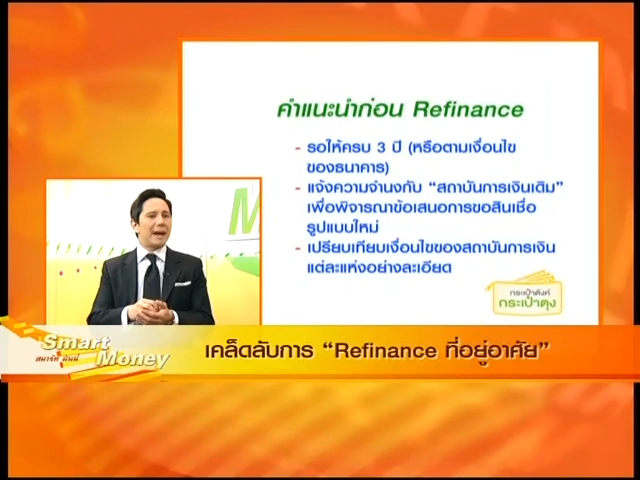 คำแนะนำก่อน Refinance
- รอให้ครบ 3 ปี (หรือตามเงื่อนไข
ของธนาคาร)
- แจ้งความจำนงกับ “สถาบันการเงินเดิม”
เพื่อพิจารณาข้อเสนอการขอสินเชื่อ
รูปแบบใหม่
- เปรียบเทียบเงื่อนไขของสถาบันการเงิน
แต่ละแห่งอย่างละเอียด
กระเป๋าตังค์
กระเป๋าตุง
Smart
สมาร์ท มันนี่
Money
เคล็ดลับการ “Refinance ที่อยู่อาศัย”